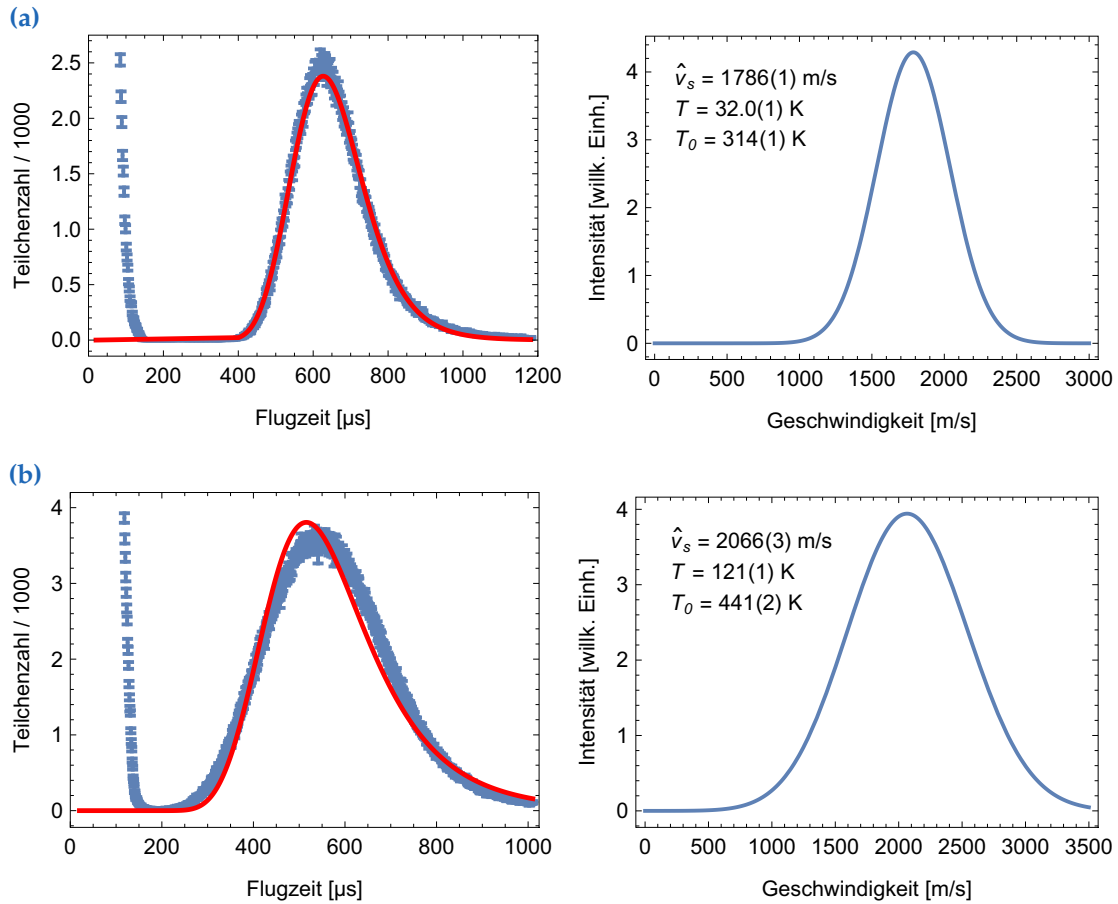 (a)
Teilchenzahl / 1000
2.5
2.0
1.5
1.0
0.5
0.0
0 200 400 600 800 1000 1200
Flugzeit [µs]
Intensität [willk. Einh.]
4
3
2
1
0
v̂s = 1786(1) m/s
T = 32.0(1) K
T0 = 314(1) K
0 500 1000 1500 2000 2500 3000
Geschwindigkeit [m/s]
(b)
Teilchenzahl / 1000
4
3
2
1
0
0 200 400 600 800 1000
Flugzeit [µs]
Intensität [willk. Einh.]
4
3
2
1
0
v̂s = 2066(3) m/s
T = 121(1) K
T0 = 441(2) K
0 500 1000 1500 2000 2500 3000 3500
Geschwindigkeit [m/s]